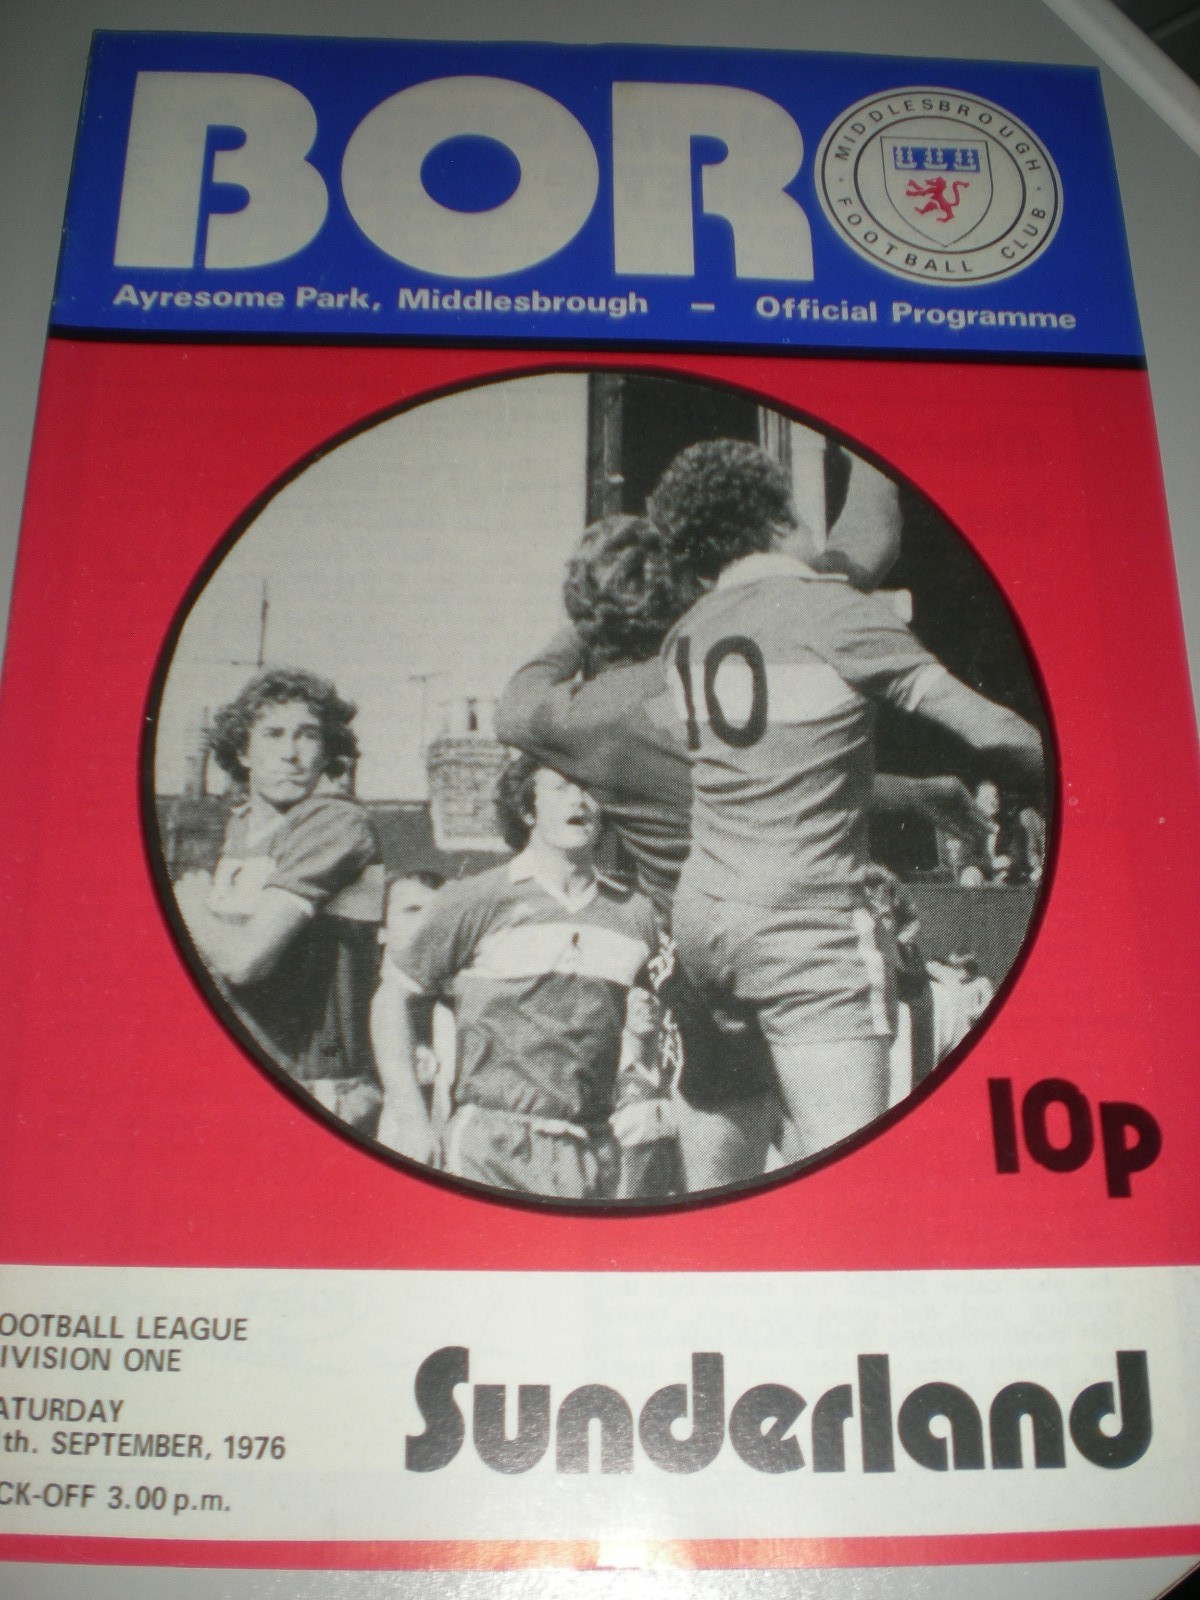 BORO
MIDDLESBROUGH FOOTBALL CLUB
Ayresome Park, Middlesbrough – Official Programme
10
10p
OOTBALL LEAGUE
IVISION ONE
ATURDAY
th. SEPTEMBER, 1976
CK-OFF 3.00 p.m.
Sunderland